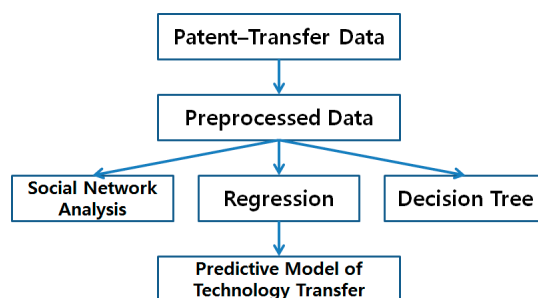 Patent–Transfer Data
Preprocessed Data
Social Network
Analysis
Regression
Decision Tree
Predictive Model of
Technology Transfer